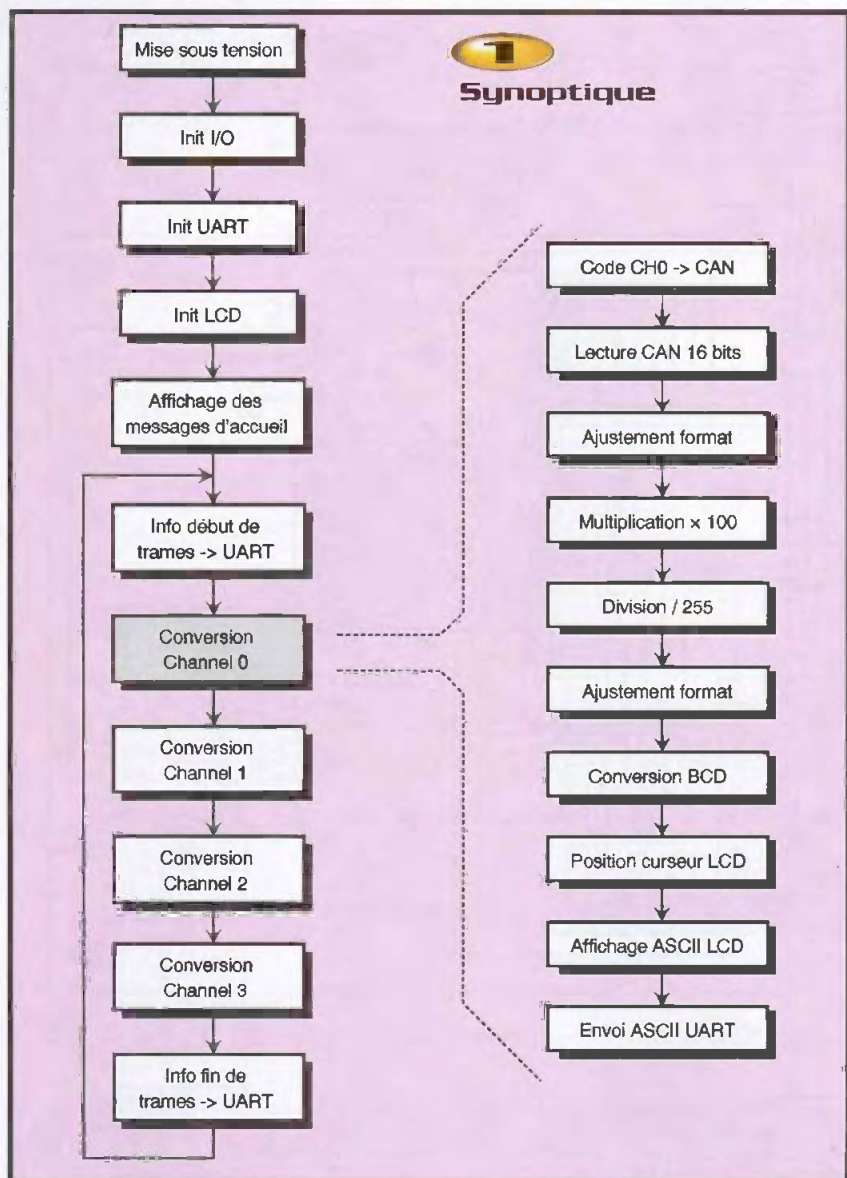 1
Synoptique
Mise sous tension
Init I/O
Init UART
Init LCD
Affichage des
messages d'accueil
Info début de
trames -> UART
Conversion
Channel 0
Conversion
Channel 1
Conversion
Channel 2
Conversion
Channel 3
Info fin de
trames -> UART
Code CH0 -> CAN
Lecture CAN 16 bits
Ajustement format
Multiplication × 100
Division / 255
Ajustement format
Conversion BCD
Position curseur LCD
Affichage ASCII LCD
Envoi ASCII UART